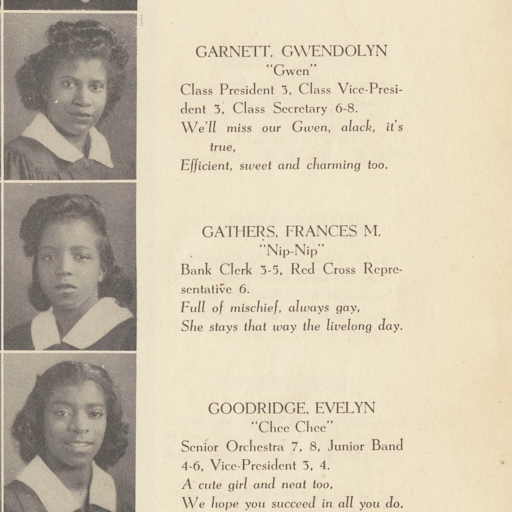 GARNETT, GWENDOLYN
"Gwen"
Class President 3, Class Vice-Presi-
dent 3, Class Secretary 6-8.
We'll miss our Gwen, alack, it's
true,
Efficient, sweet and charming too.
GATHERS, FRANCES M.
"Nip-Nip"
Bank Clerk 3-5, Red Cross Repre-
sentative 6.
Full of mischief, always gay,
She stays that way the livelong day.
GOODRIDGE, EVELYN
"Chee Chee"
Senior Orchestra 7, 8, Junior Band
4-6, Vice-President 3, 4.
A cute girl and neat too,
We hope you succeed in all you do.